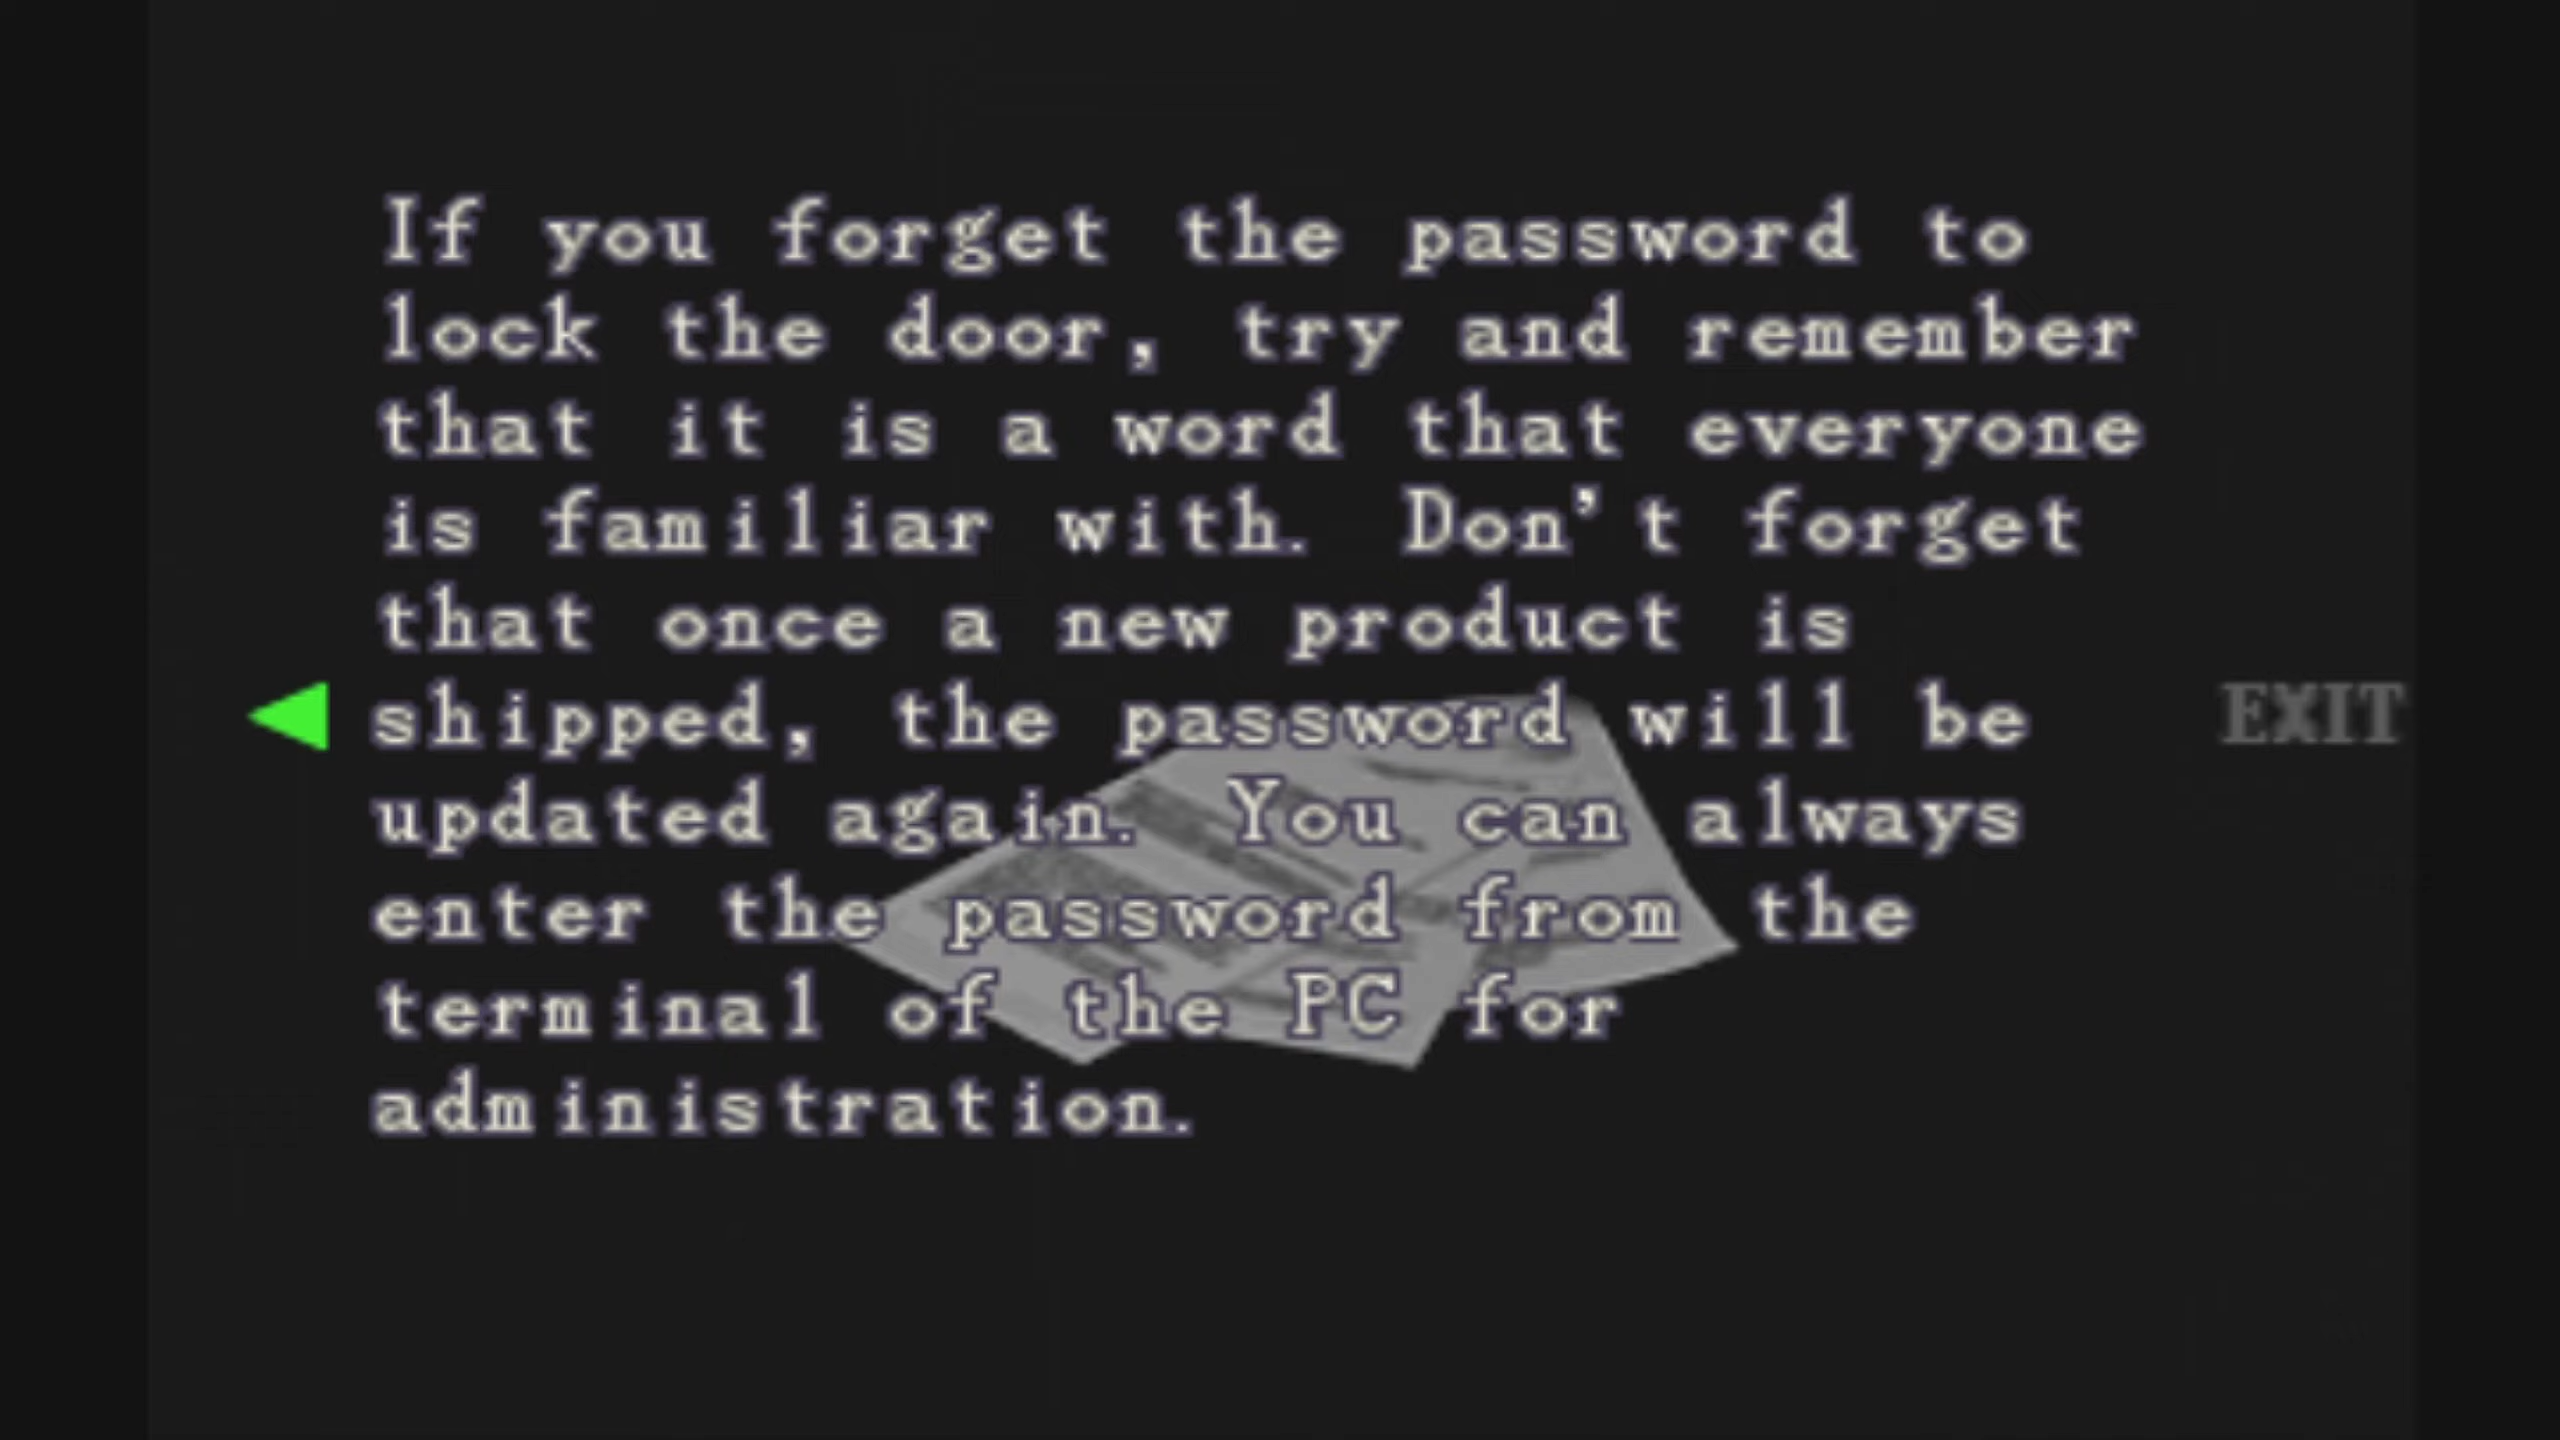 If you forget the password to
lock the door, try and remember
that it is a word that everyone
is familiar with. Don't forget
that once a new product is
shipped, the password will be
updated again. You can always
enter the password from the
terminal of the PC for
administration.
EXIT